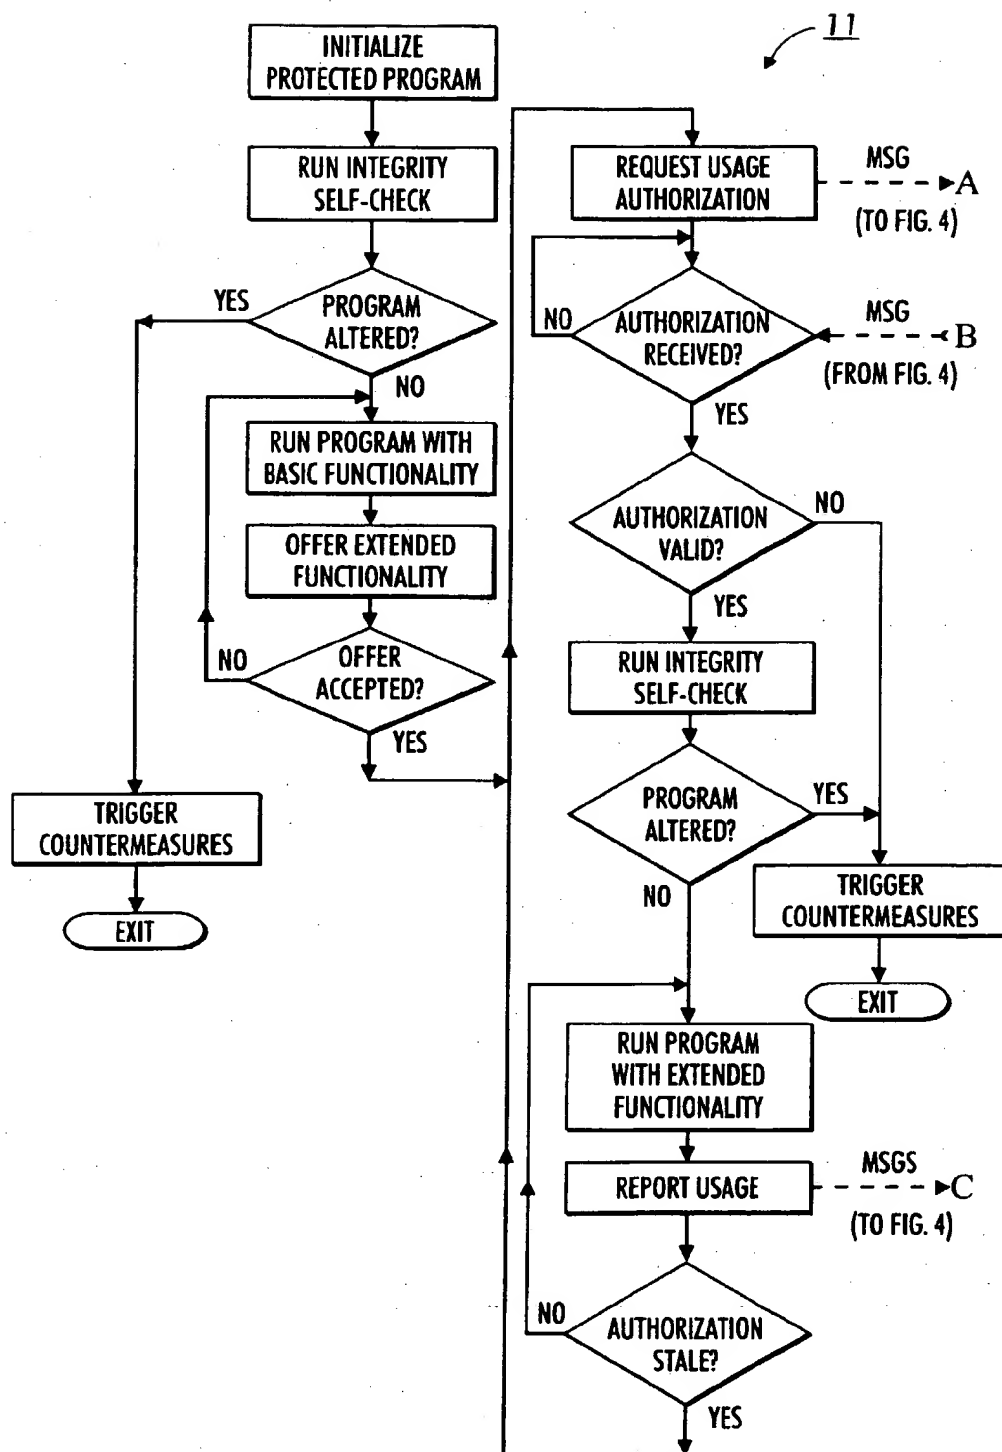 11
INITIALIZE
PROTECTED PROGRAM
RUN INTEGRITY
SELF-CHECK
PROGRAM
ALTERED?
YES
NO
RUN PROGRAM WITH
BASIC FUNCTIONALITY
OFFER EXTENDED
FUNCTIONALITY
OFFER
ACCEPTED?
NO
YES
TRIGGER
COUNTERMEASURES
EXIT
REQUEST USAGE
AUTHORIZATION
MSG
A
(TO FIG. 4)
AUTHORIZATION
RECEIVED?
NO
MSG
B
(FROM FIG. 4)
YES
AUTHORIZATION
VALID?
NO
YES
RUN INTEGRITY
SELF-CHECK
PROGRAM
ALTERED?
YES
NO
TRIGGER
COUNTERMEASURES
EXIT
RUN PROGRAM
WITH EXTENDED
FUNCTIONALITY
REPORT USAGE
MSGS
C
(TO FIG. 4)
AUTHORIZATION
STALE?
NO
YES